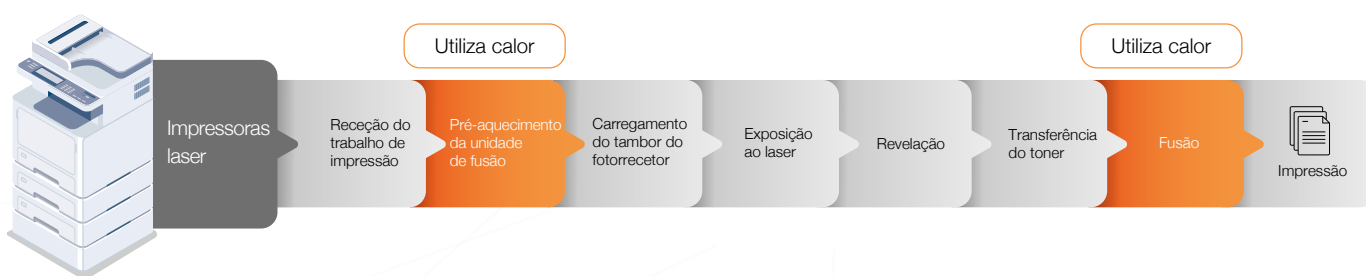 Utiliza calor
Utiliza calor
Impressoras
laser
Receção do
trabalho de
impressão
Pré-aquecimento
da unidade
de fusão
Carregamento
do tambor do
fotorrecetor
Exposição
ao laser
Revelação
Transferência
do toner
Fusão
Impressão